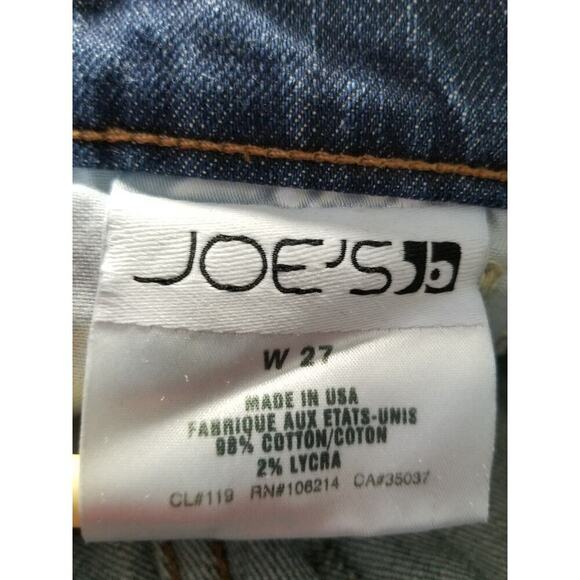 JOE'S
W 27
MADE IN USA
FABRIQUE AUX ETATS-UNIS
98% COTTON/COTON
2% LYCRA
CL#119 RN#106214 CA#35037